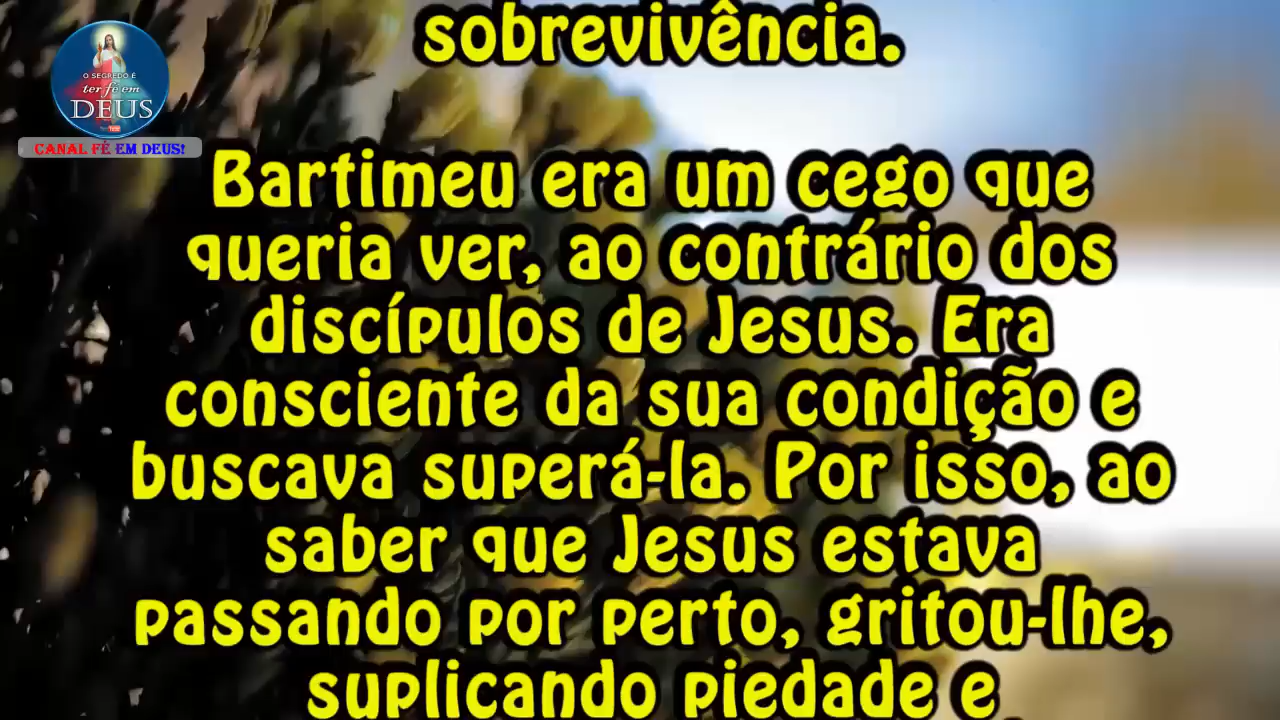 sobrevivência.
O SEGREDO É
ter fé em
DEUS
CANAL FÉ EM DEUS!
Bartimeu era um cego que
queria ver, ao contrário dos
discípulos de Jesus. Era
consciente da sua condição e
buscava superá-la. Por isso, ao
saber que Jesus estava
passando por perto, gritou-lhe,
suplicando piedade e